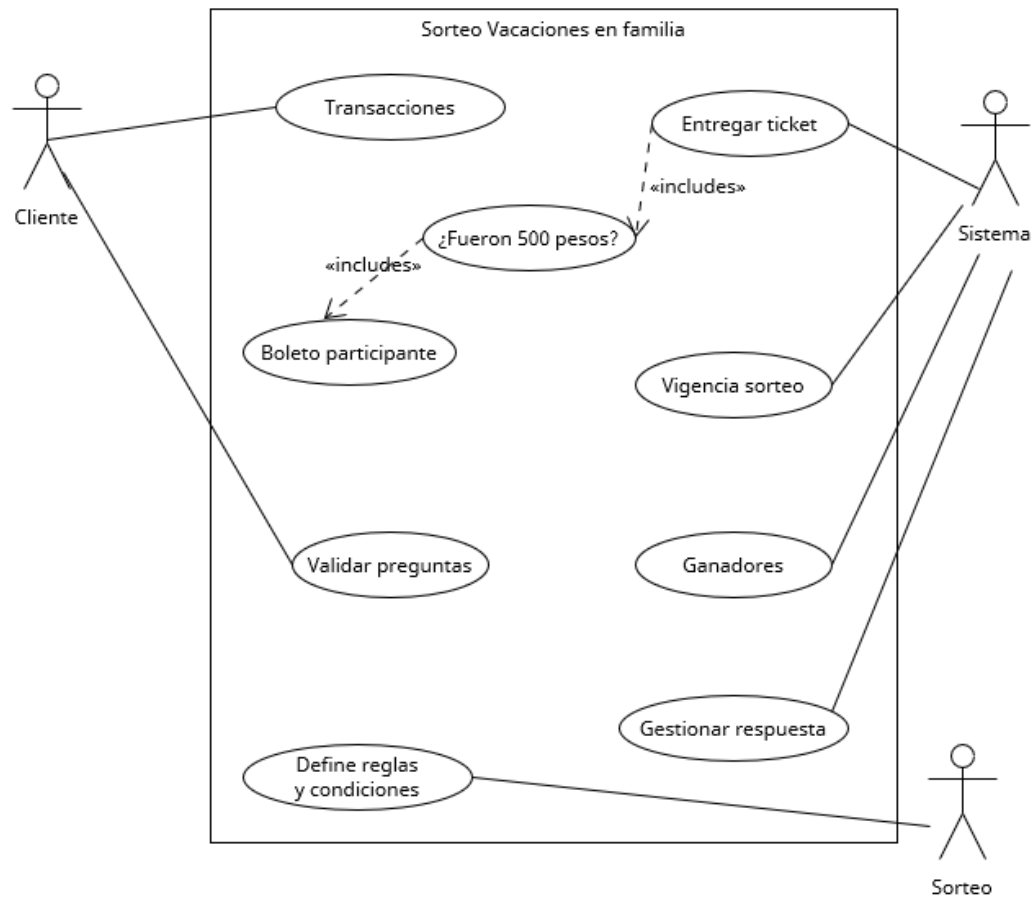 Sorteo Vacaciones en familia
Transacciones
Entregar ticket
«includes»
Cliente
Sistema
¿Fueron 500 pesos?
«includes»
Boleto participante
Vigencia sorteo
Validar preguntas
Ganadores
Gestionar respuesta
Define reglas
y condiciones
Sorteo